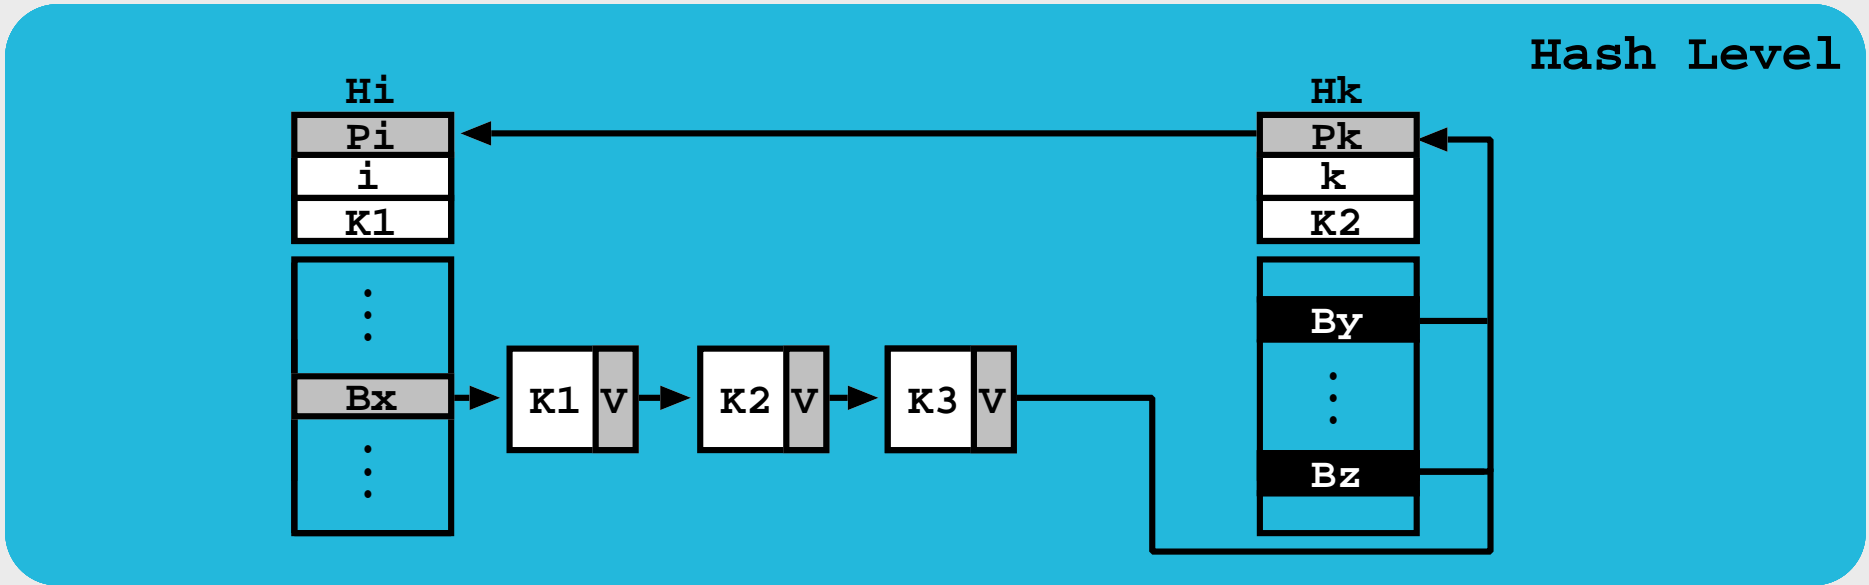 Hash Level
Hi
Pi
i
K1
Bx
K1 V
K2 V
K3 V
Hk
Pk
k
K2
By
Bz